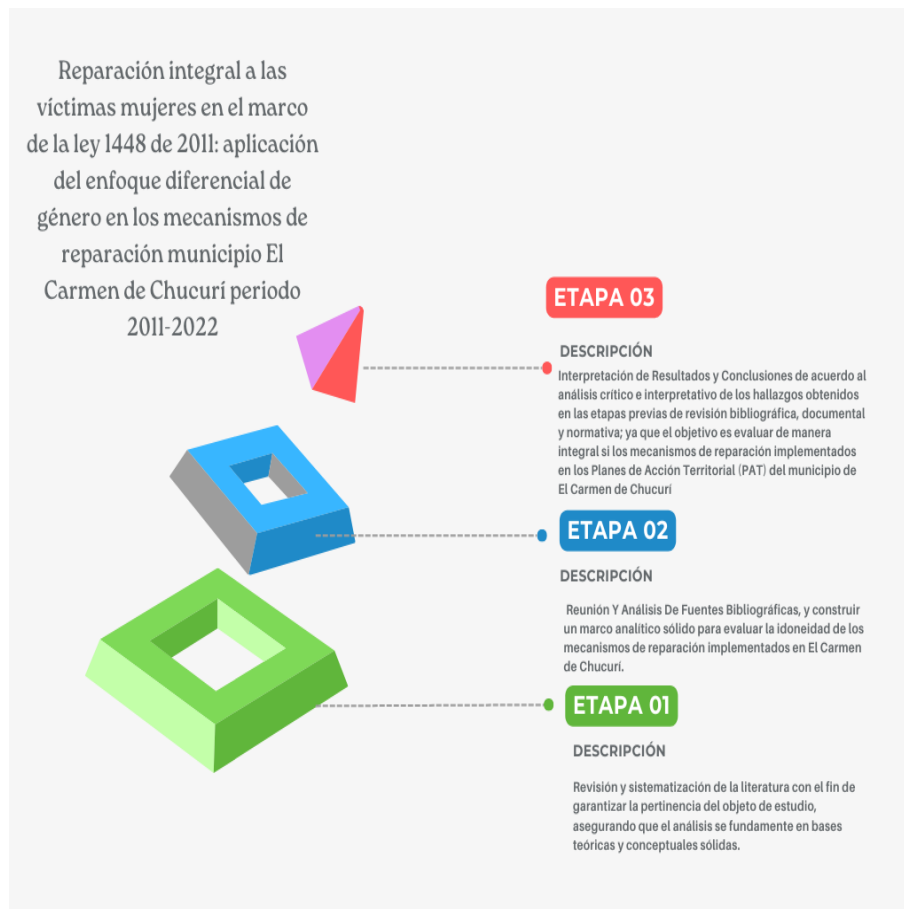 Reparación integral a las
víctimas mujeres en el marco
de la ley 1448 de 2011: aplicación
del enfoque diferencial de
género en los mecanismos de
reparación municipio El
Carmen de Chucurí periodo
2011-2022
ETAPA 03
DESCRIPCIÓN
Interpretación de Resultados y Conclusiones de acuerdo al
análisis crítico e interpretativo de los hallazgos obtenidos
en las etapas previas de revisión bibliográfica, documental
y normativa; ya que el objetivo es evaluar de manera
integral si los mecanismos de reparación implementados
en los Planes de Acción Territorial (PAT) del municipio de
El Carmen de Chucurí
ETAPA 02
DESCRIPCIÓN
Reunión Y Análisis De Fuentes Bibliográficas, y construir
un marco analítico sólido para evaluar la idoneidad de los
mecanismos de reparación implementados en El Carmen
de Chucurí.
ETAPA 01
DESCRIPCIÓN
Revisión y sistematización de la literatura con el fin de
garantizar la pertinencia del objeto de estudio,
asegurando que el análisis se fundamente en bases
teóricas y conceptuales sólidas.